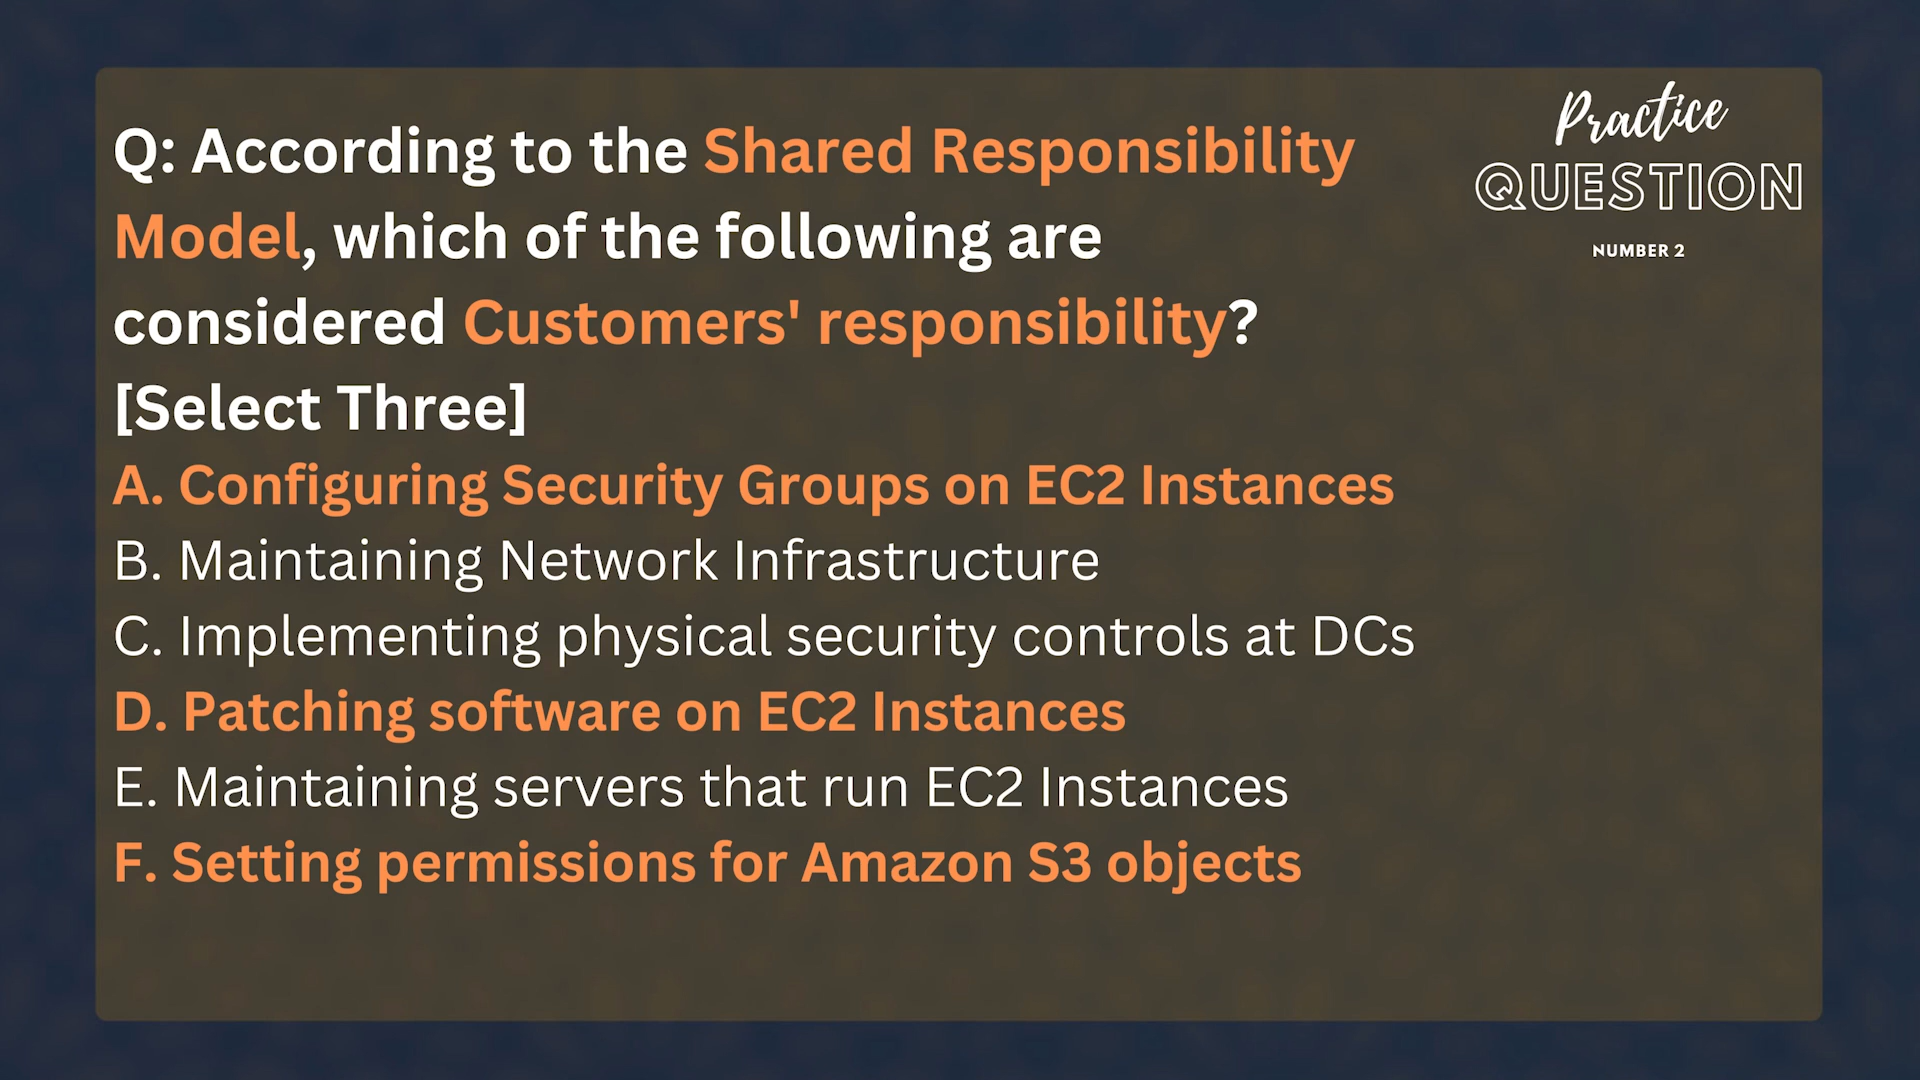 Q: According to the Shared Responsibility
Model, which of the following are
considered Customers' responsibility?
[Select Three]
A. Configuring Security Groups on EC2 Instances
B. Maintaining Network Infrastructure
C. Implementing physical security controls at DCs
D. Patching software on EC2 Instances
E. Maintaining servers that run EC2 Instances
F. Setting permissions for Amazon S3 objects
Practice
QUESTION
NUMBER 2